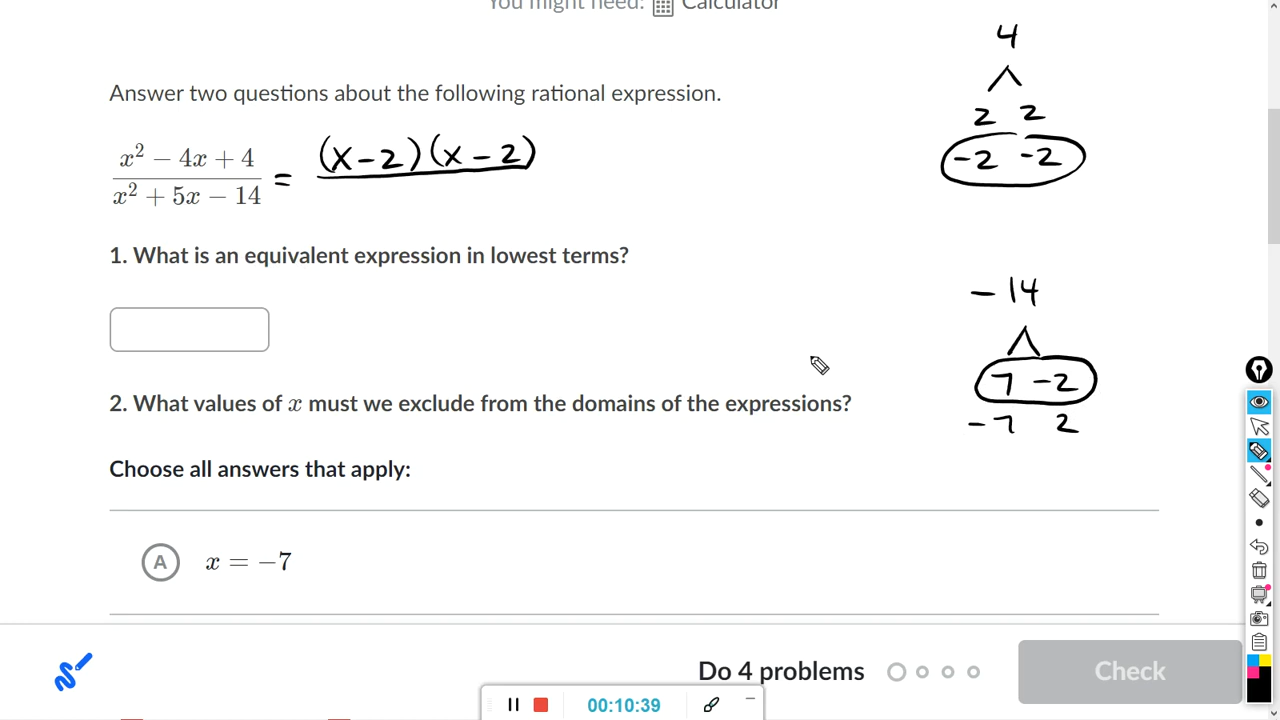 You might need: Calculator
4
2 2
-2 -2
Answer two questions about the following rational expression.
x² − 4x + 4 / x² + 5x − 14 = (x-2)(x-2)
1. What is an equivalent expression in lowest terms?
-14
7 -2
-7 2
2. What values of x must we exclude from the domains of the expressions?
Choose all answers that apply:
A x = −7
Do 4 problems
Check
00:10:39